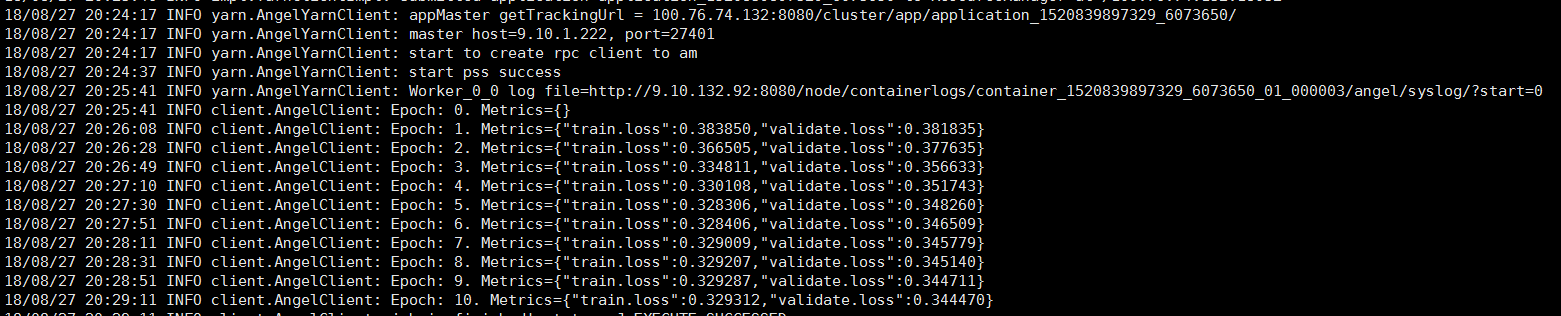 18/08/27 20:24:17 INFO yarn.AngelYarnClient: appMaster getTrackingUrl = 100.76.74.132:8080/cluster/app/application_1520839897329_6073650/
18/08/27 20:24:17 INFO yarn.AngelYarnClient: master host=9.10.1.222, port=27401
18/08/27 20:24:17 INFO yarn.AngelYarnClient: start to create rpc client to am
18/08/27 20:24:37 INFO yarn.AngelYarnClient: start pss success
18/08/27 20:25:41 INFO yarn.AngelYarnClient: Worker_0_0 log file=http://9.10.132.92:8080/node/containerlogs/container_1520839897329_6073650_01_000003/angel/syslog/?start=0
18/08/27 20:25:41 INFO client.AngelClient: Epoch: 0. Metrics={}
18/08/27 20:26:08 INFO client.AngelClient: Epoch: 1. Metrics={"train.loss":0.383850,"validate.loss":0.381835}
18/08/27 20:26:28 INFO client.AngelClient: Epoch: 2. Metrics={"train.loss":0.366505,"validate.loss":0.377635}
18/08/27 20:26:49 INFO client.AngelClient: Epoch: 3. Metrics={"train.loss":0.334811,"validate.loss":0.356633}
18/08/27 20:27:10 INFO client.AngelClient: Epoch: 4. Metrics={"train.loss":0.330108,"validate.loss":0.351743}
18/08/27 20:27:30 INFO client.AngelClient: Epoch: 5. Metrics={"train.loss":0.328306,"validate.loss":0.348260}
18/08/27 20:27:51 INFO client.AngelClient: Epoch: 6. Metrics={"train.loss":0.328406,"validate.loss":0.346509}
18/08/27 20:28:11 INFO client.AngelClient: Epoch: 7. Metrics={"train.loss":0.329009,"validate.loss":0.345779}
18/08/27 20:28:31 INFO client.AngelClient: Epoch: 8. Metrics={"train.loss":0.329207,"validate.loss":0.345140}
18/08/27 20:28:51 INFO client.AngelClient: Epoch: 9. Metrics={"train.loss":0.329287,"validate.loss":0.344711}
18/08/27 20:29:11 INFO client.AngelClient: Epoch: 10. Metrics={"train.loss":0.329312,"validate.loss":0.344470}